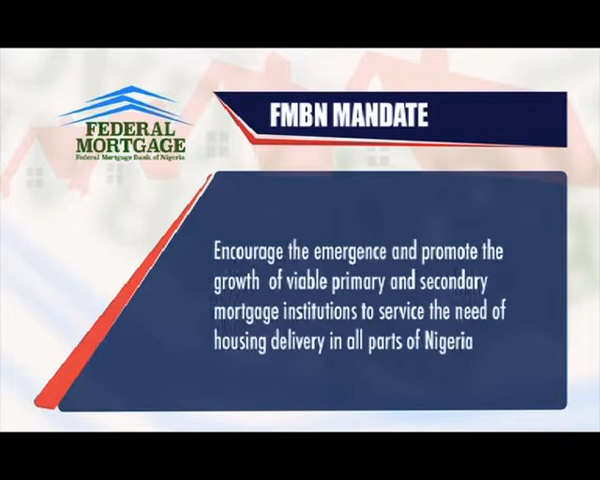 FEDERAL
MORTGAGE
Federal Mortgage Bank of Nigeria
FMBN MANDATE
Encourage the emergence and promote the
growth of viable primary and secondary
mortgage institutions to service the need of
housing delivery in all parts of Nigeria